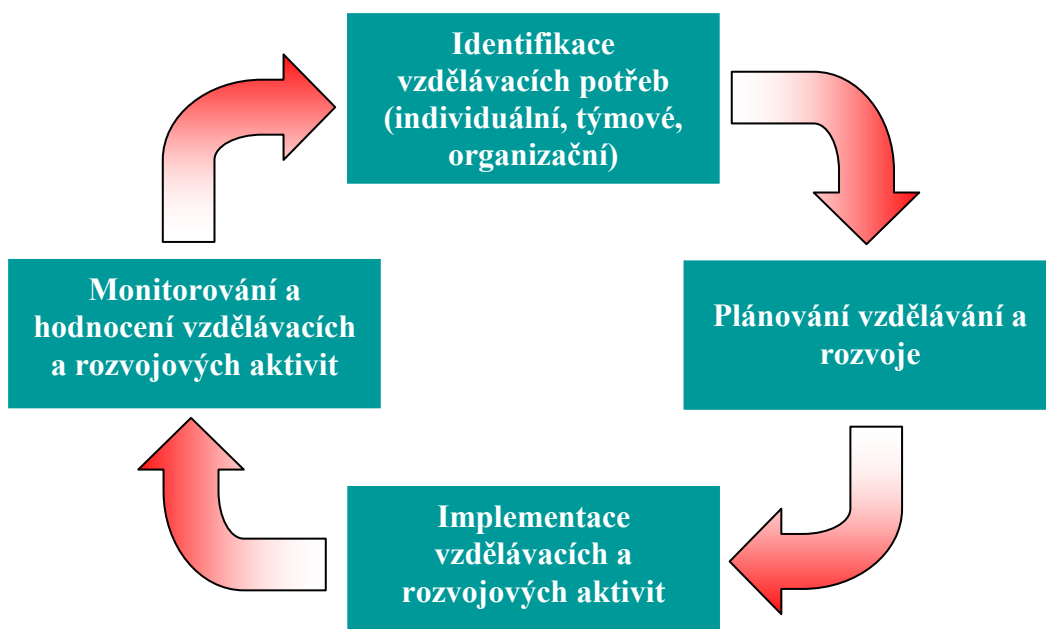 Identifikace
vzdělávacích potřeb
(individuální, týmové,
organizační)
Plánování vzdělávání a
rozvoje
Implementace
vzdělávacích a
rozvojových aktivit
Monitorování a
hodnocení vzdělávacích
a rozvojových aktivit